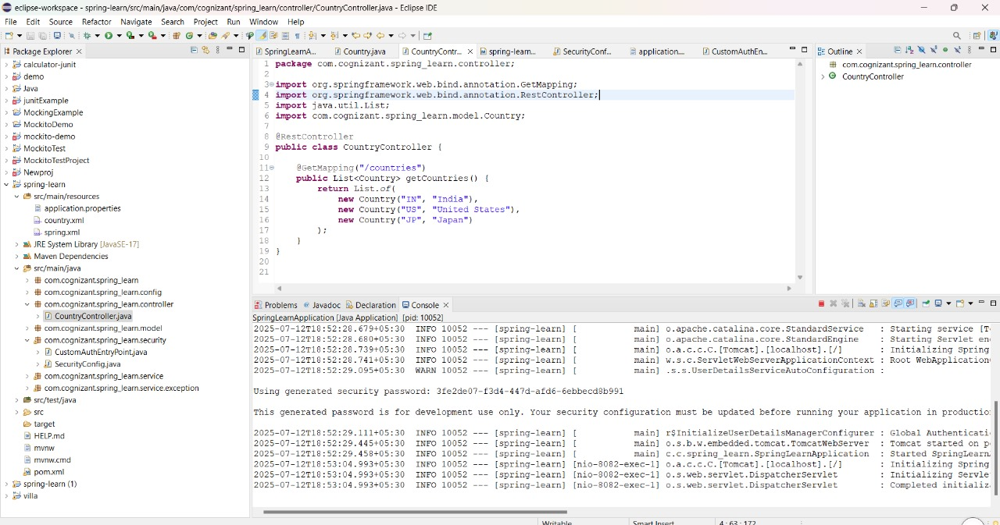 eclipse-workspace - spring-learn/src/main/java/com/cognizant/spring_learn/controller/CountryController.java - Eclipse IDE
File Edit Source Refactor Navigate Search Project Run Window Help
Package Explorer
calculator-junit
demo
Java
junitExample
MockingExample
MockitoDemo
mockito-demo
MockitoTest
MockitoTestProject
Newproj
spring-learn
src/main/resources
application.properties
country.xml
spring.xml
JRE System Library [JavaSE-17]
Maven Dependencies
src/main/java
com.cognizant.spring_learn
com.cognizant.spring_learn.config
com.cognizant.spring_learn.controller
CountryController.java
com.cognizant.spring_learn.model
com.cognizant.spring_learn.security
CustomAuthEntryPoint.java
SecurityConfig.java
com.cognizant.spring_learn.service
com.cognizant.spring_learn.service.exception
src/test/java
src
target
HELP.md
mvnw
mvnw.cmd
pom.xml
spring-learn (1)
villa
SpringLearnA... Country.java CountryContr... spring-learn... SecurityConf... application.... CustomAuthEn...
1 package com.cognizant.spring_learn.controller;
2
3 import org.springframework.web.bind.annotation.GetMapping;
4 import org.springframework.web.bind.annotation.RestController;
5 import java.util.List;
6 import com.cognizant.spring_learn.model.Country;
7
8 @RestController
9 public class CountryController {
10
11 @GetMapping("/countries")
12 public List<Country> getCountries() {
13 return List.of(
14 new Country("IN", "India"),
15 new Country("US", "United States"),
16 new Country("JP", "Japan")
17 );
18 }
19 }
20
21
Outline
com.cognizant.spring_learn.controller
CountryController
Problems Javadoc Declaration Console
SpringLearnApplication [Java Application] [pid: 10052]
2025-07-12T18:52:28.679+05:30 INFO 10052 --- [spring-learn] [ main] o.apache.catalina.core.StandardService : Starting service [T
2025-07-12T18:52:28.680+05:30 INFO 10052 --- [spring-learn] [ main] o.apache.catalina.core.StandardEngine : Starting Servlet en
2025-07-12T18:52:28.739+05:30 INFO 10052 --- [spring-learn] [ main] o.a.c.c.C.[Tomcat].[localhost].[/] : Initializing Spring
2025-07-12T18:52:28.741+05:30 INFO 10052 --- [spring-learn] [ main] w.s.c.ServletWebServerApplicationContext : Root WebApplication
2025-07-12T18:52:29.095+05:30 WARN 10052 --- [spring-learn] [ main] .s.s.UserDetailsServiceAutoConfiguration :
Using generated security password: 3fe2de07-f3d4-447d-afd6-6ebbecd8b991
This generated password is for development use only. Your security configuration must be updated before running your application in productio
2025-07-12T18:52:29.111+05:30 INFO 10052 --- [spring-learn] [ main] r$InitializeUserDetailsManagerConfigurer : Global Authenticati
2025-07-12T18:52:29.445+05:30 INFO 10052 --- [spring-learn] [ main] o.s.b.w.embedded.tomcat.TomcatWebServer : Tomcat started on p
2025-07-12T18:52:29.458+05:30 INFO 10052 --- [spring-learn] [ main] c.c.spring_learn.SpringLearnApplication : Started SpringLearn
2025-07-12T18:53:04.993+05:30 INFO 10052 --- [spring-learn] [nio-8082-exec-1] o.a.c.c.C.[Tomcat].[localhost].[/] : Initializing Spring
2025-07-12T18:53:04.993+05:30 INFO 10052 --- [spring-learn] [nio-8082-exec-1] o.s.web.servlet.DispatcherServlet : Initializing Servle
2025-07-12T18:53:04.993+05:30 INFO 10052 --- [spring-learn] [nio-8082-exec-1] o.s.web.servlet.DispatcherServlet : Completed initializ
Writable Smart Insert 4 : 63 : 172